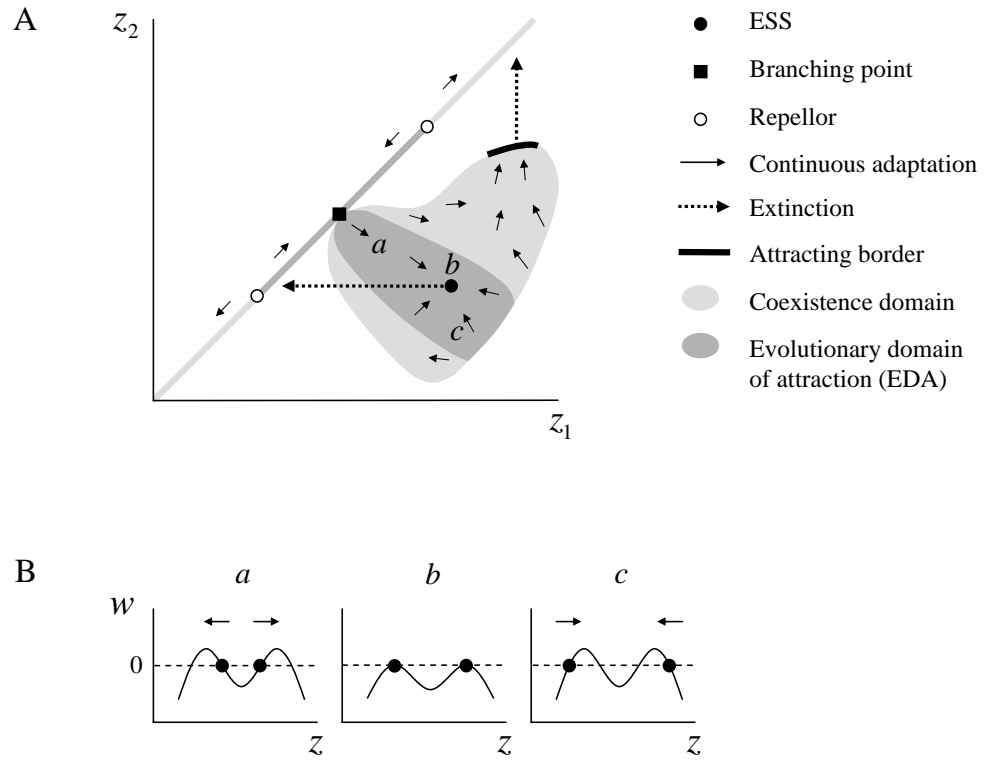 A
z2
z1
a
b
c
ESS
Branching point
Repellor
Continuous adaptation
Extinction
Attracting border
Coexistence domain
Evolutionary domain
of attraction (EDA)
B
a b c
w
0
z z z